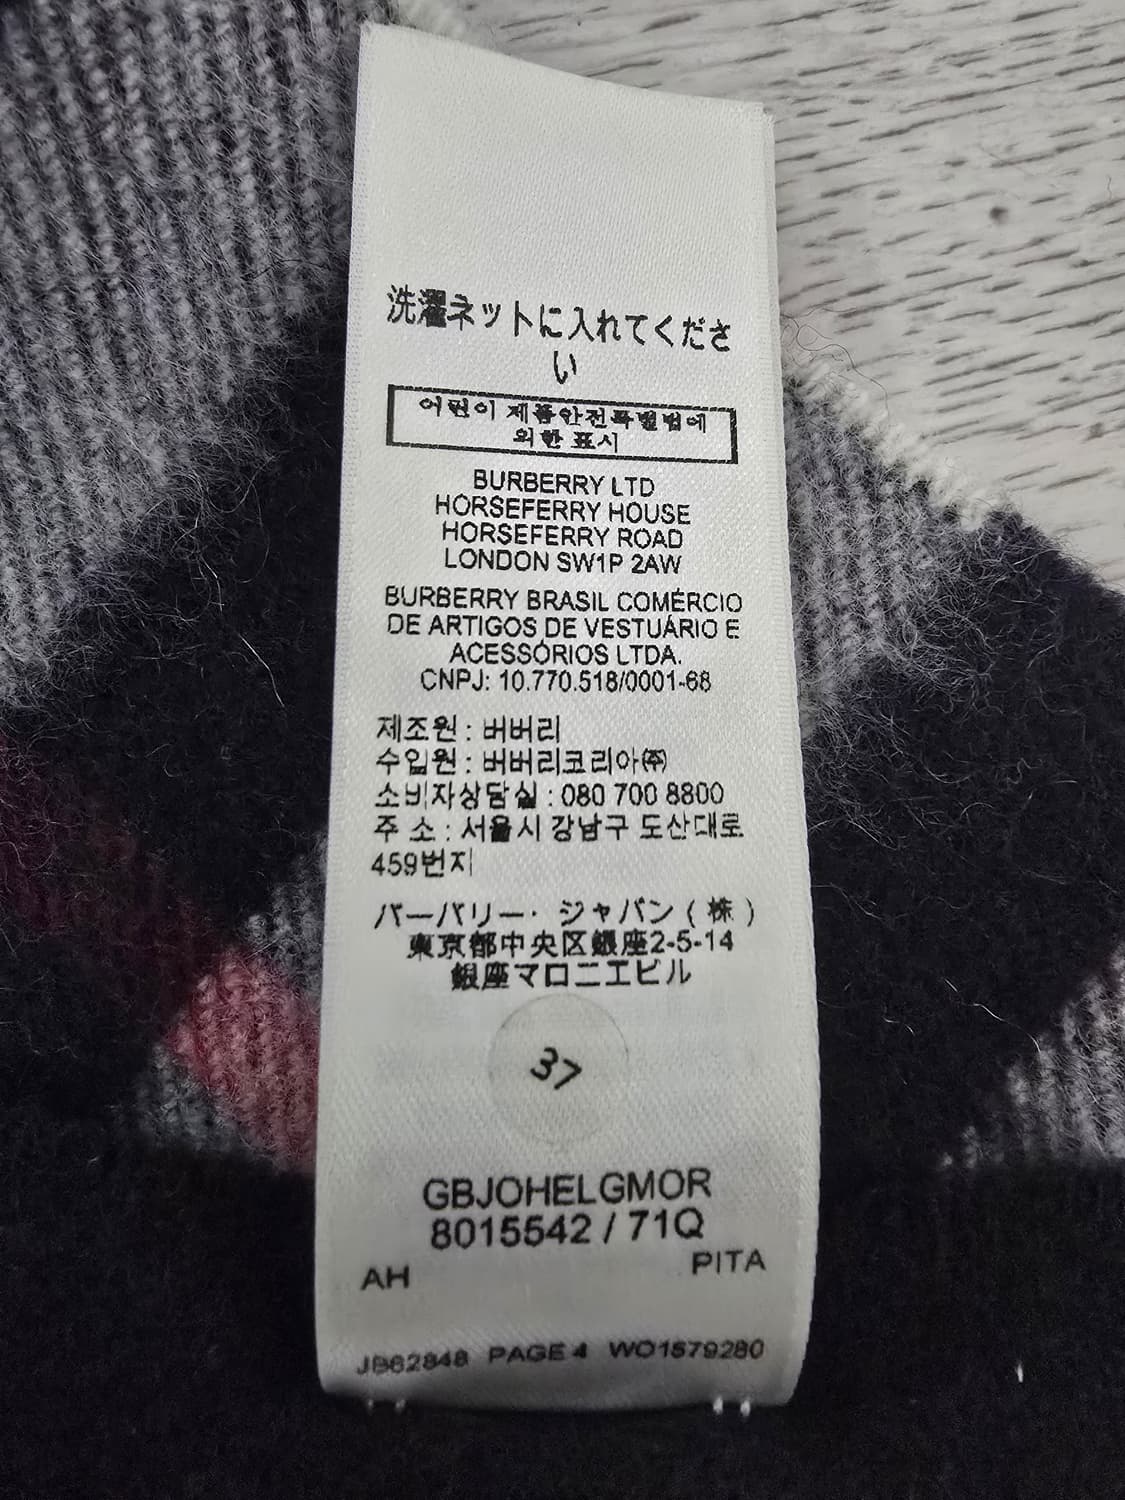 洗濯ネットに入れてくださ
い
어린이 제품안전특별법에
의한 표시
BURBERRY LTD
HORSEFERRY HOUSE
HORSEFERRY ROAD
LONDON SW1P 2AW
BURBERRY BRASIL COMÉRCIO
DE ARTIGOS DE VESTUÁRIO E
ACESSÓRIOS LTDA.
CNPJ: 10.770.518/0001-68
제조원 : 버버리
수입원 : 버버리코리아㈜
소비자상담실 : 080 700 8800
주 소 : 서울시 강남구 도산대로
459번지
バーバリー・ジャパン ( 株 )
東京都中央区銀座2-5-14
銀座マロニエビル
37
GBJOHELGMOR
8015542 / 71Q
AH PITA
JB62848 PAGE 4 WO1579280